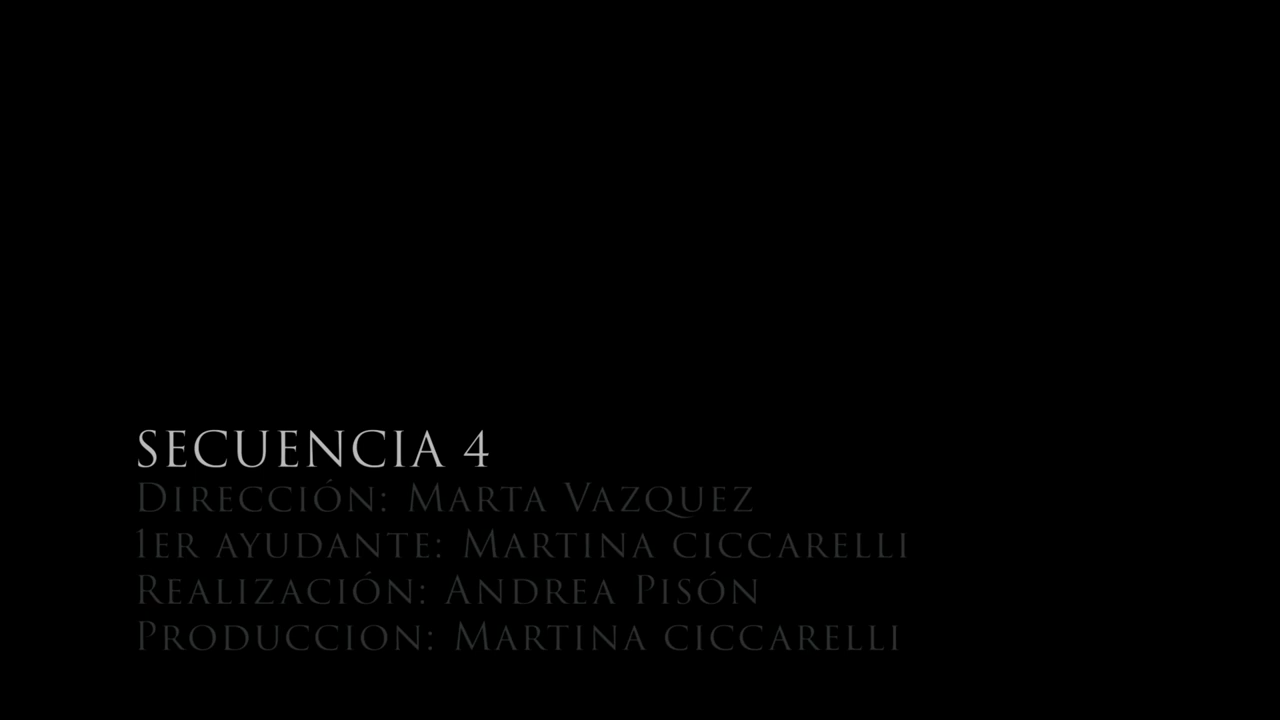 SECUENCIA 4
Dirección: Marta Vazquez
1er ayudante: Martina ciccarelli
Realización: Andrea Pisón
Produccion: Martina ciccarelli